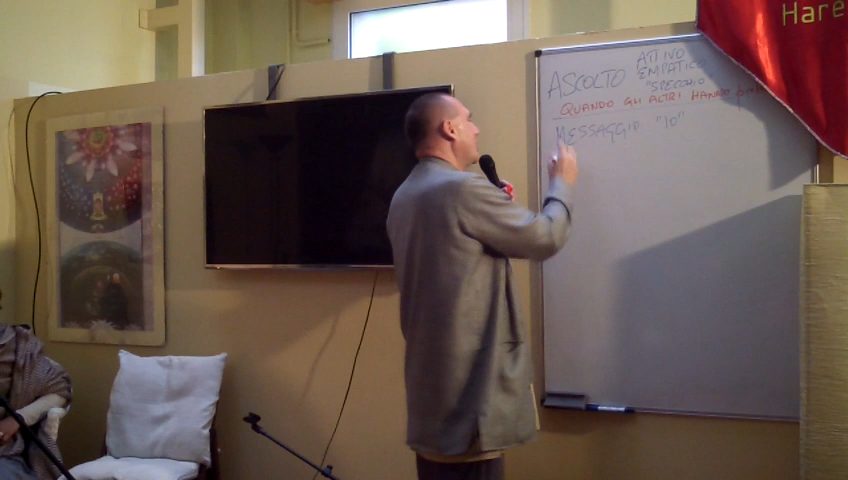 Hare
ATTIVO
ASCOLTO EMPATICO
"SPECCHIO
QUANDO GLI ALTRI HANNO
MESSAGGIO "IO"